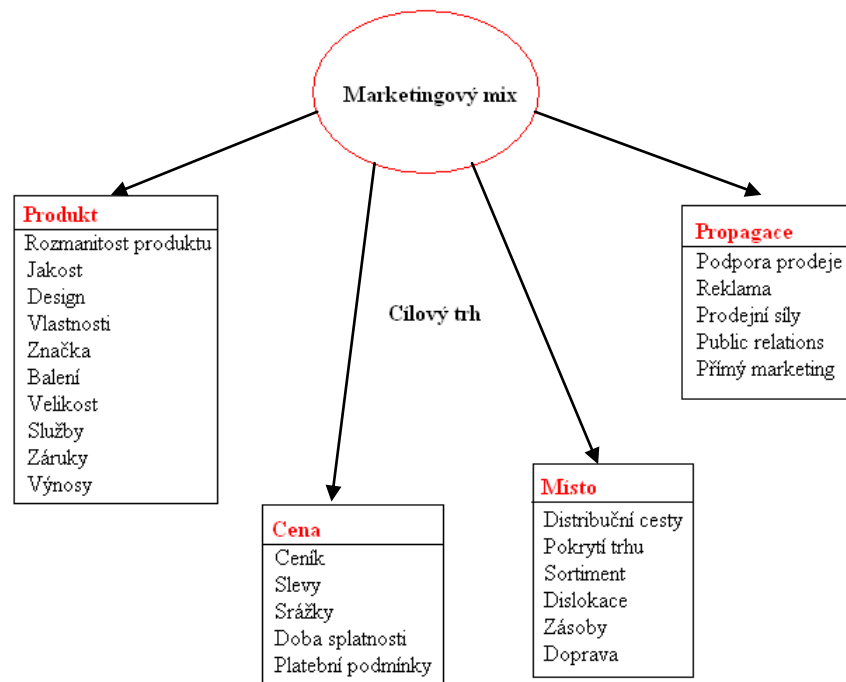 Marketingový mix
Produkt
Rozmanitost produktu
Jakost
Design
Vlastnosti
Značka
Balení
Velikost
Služby
Záruky
Výnosy
Cílový trh
Propagace
Podpora prodeje
Reklama
Prodejní síly
Public relations
Přímý marketing
Cena
Ceník
Slevy
Srážky
Doba splatnosti
Platební podmínky
Místo
Distribuční cesty
Pokrytí trhu
Sortiment
Dislokace
Zásoby
Doprava